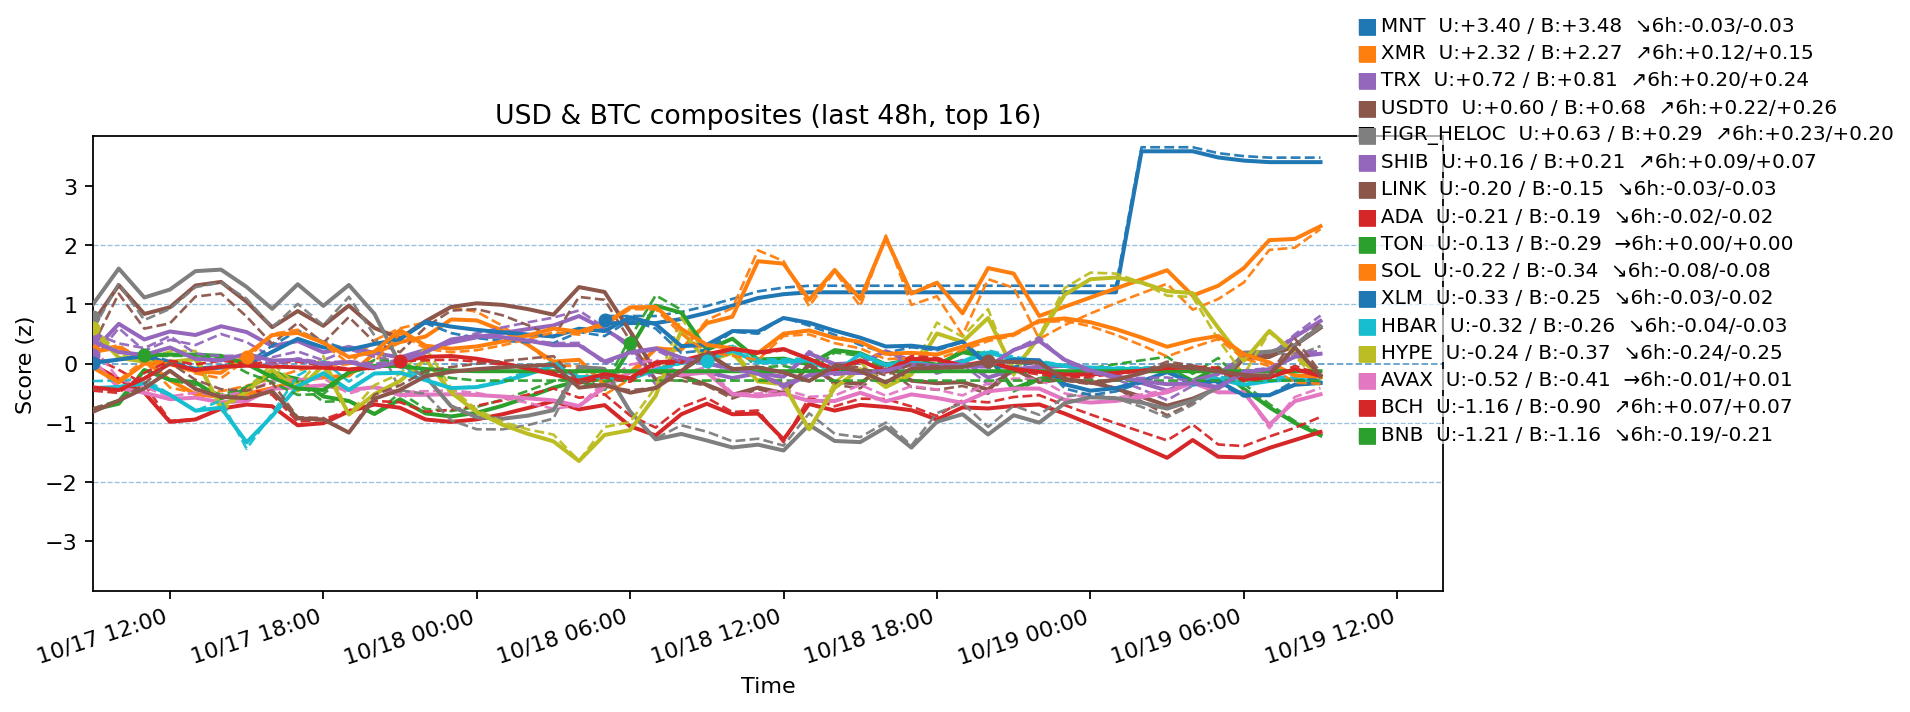 MNT U:+3.40 / B:+3.48 ↘6h:-0.03/-0.03
XMR U:+2.32 / B:+2.27 ↗6h:+0.12/+0.15
TRX U:+0.72 / B:+0.81 ↗6h:+0.20/+0.24
USDT0 U:+0.60 / B:+0.68 ↗6h:+0.22/+0.26
FIGR_HELOC U:+0.63 / B:+0.29 ↗6h:+0.23/+0.20
SHIB U:+0.16 / B:+0.21 ↗6h:+0.09/+0.07
LINK U:-0.20 / B:-0.15 ↘6h:-0.03/-0.03
ADA U:-0.21 / B:-0.19 ↘6h:-0.02/-0.02
TON U:-0.13 / B:-0.29 →6h:+0.00/+0.00
SOL U:-0.22 / B:-0.34 ↘6h:-0.08/-0.08
XLM U:-0.33 / B:-0.25 ↘6h:-0.03/-0.02
HBAR U:-0.32 / B:-0.26 ↘6h:-0.04/-0.03
HYPE U:-0.24 / B:-0.37 ↘6h:-0.24/-0.25
AVAX U:-0.52 / B:-0.41 →6h:-0.01/+0.01
BCH U:-1.16 / B:-0.90 ↗6h:+0.07/+0.07
BNB U:-1.21 / B:-1.16 ↘6h:-0.19/-0.21
USD & BTC composites (last 48h, top 16)
Score (z)
3
2
1
0
−1
−2
−3
10/17 12:00
10/17 18:00
10/18 00:00
10/18 06:00
10/18 12:00
10/18 18:00
10/19 00:00
10/19 06:00
10/19 12:00
Time